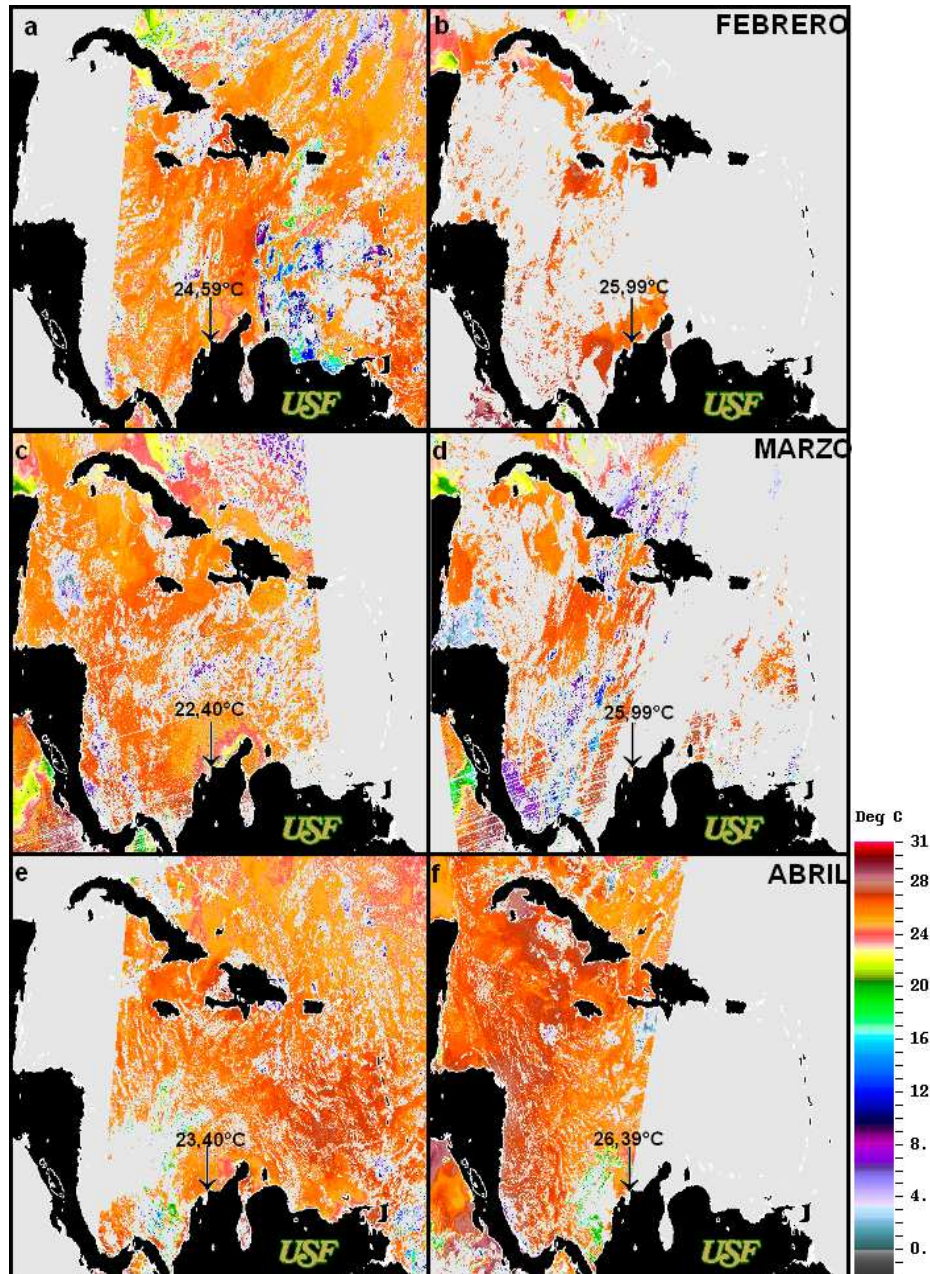 a
b
FEBRERO
24,59°C
25,99°C
USF
USF
c
d
MARZO
22,40°C
25,99°C
USF
USF
e
f
ABRIL
23,40°C
26,39°C
USF
USF
Deg C
31
28
24
20
16
12
8.
4.
0.